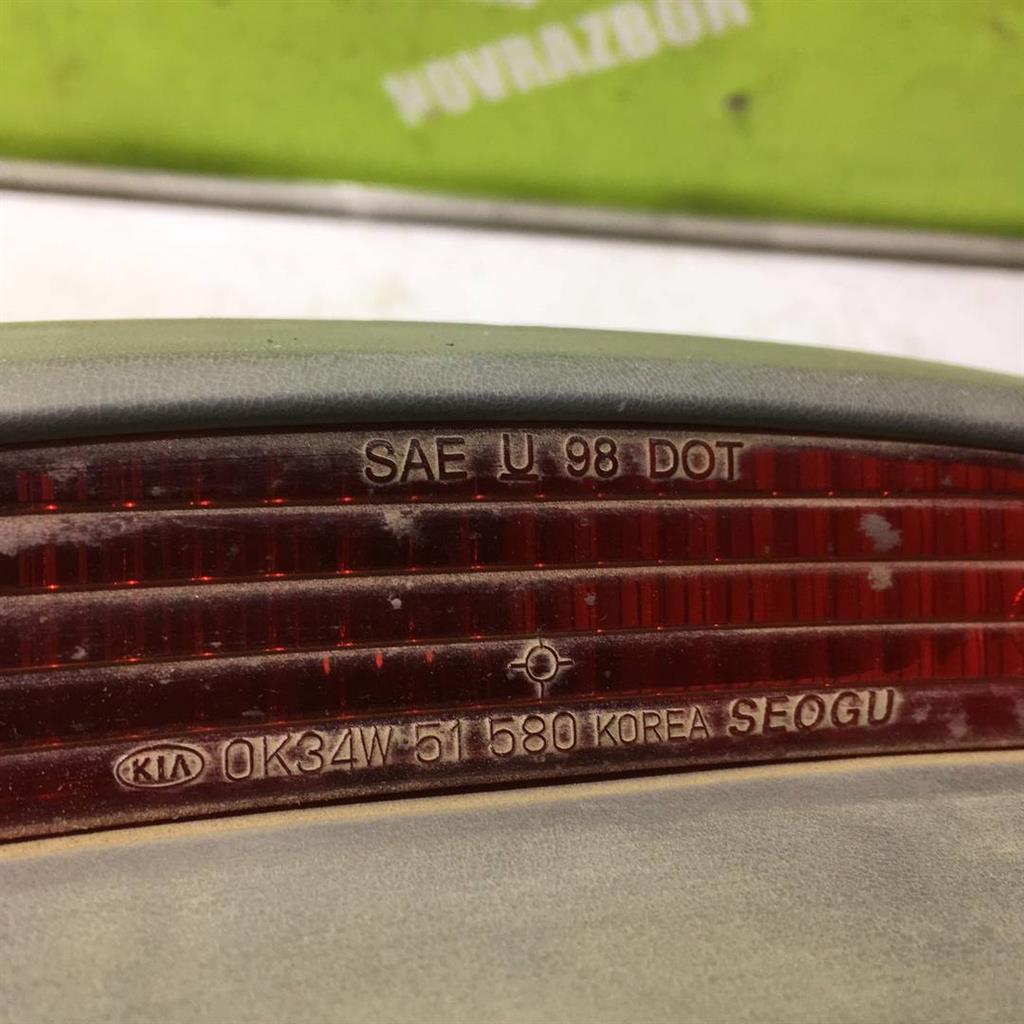 NOVRAZBOR
SAE U 98 DOT
KIA 0K34W 51 580 KOREA SEOGU